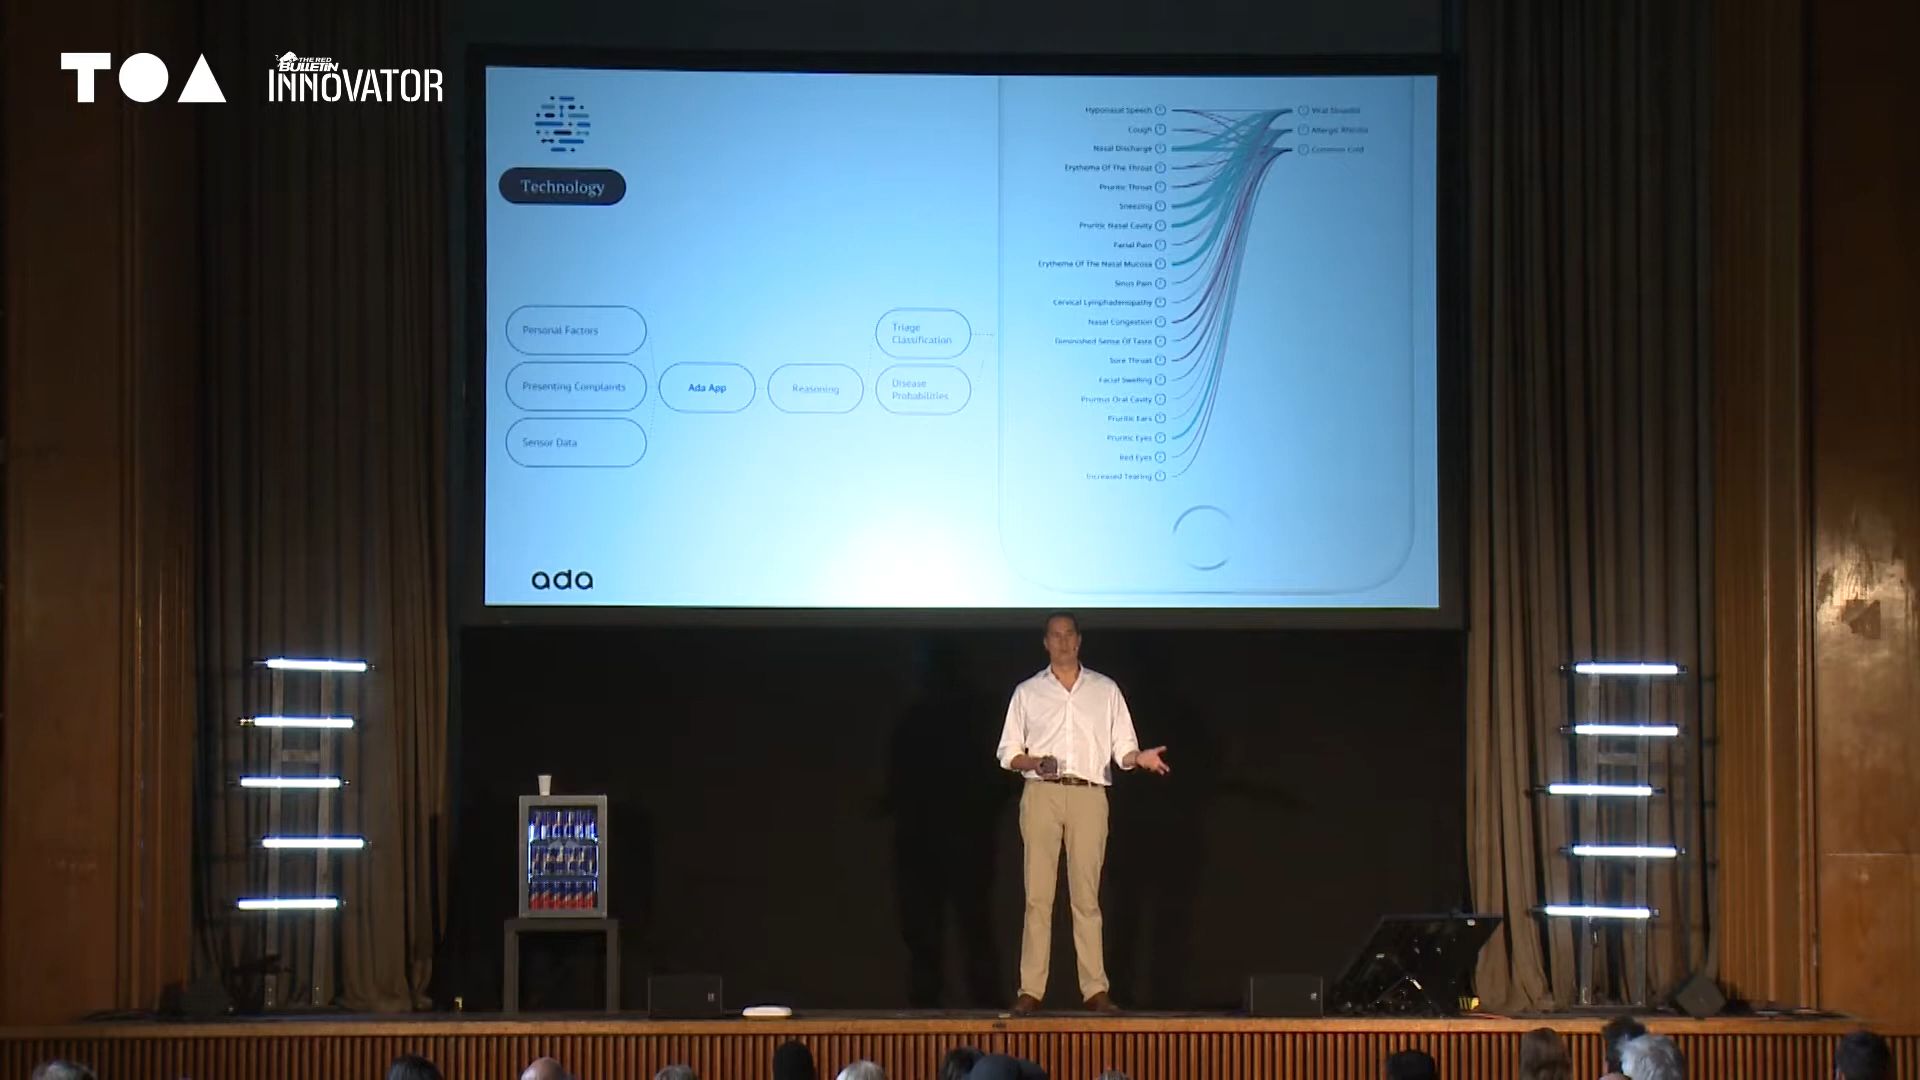 TOA
THE RED
BULLETIN
INNOVATOR
Technology
Personal Factors
Presenting Complaints
Sensor Data
Ada App
Reasoning
Triage
Classification
Disease
Probabilities
ada
Hyponasal Speech
Cough
Nasal Discharge
Erythema Of The Throat
Pruritic Throat
Sneezing
Pruritic Nasal Cavity
Facial Pain
Erythema Of The Nasal Mucosa
Sinus Pain
Cervical Lymphadenopathy
Nasal Congestion
Diminished Sense Of Taste
Sore Throat
Facial Swelling
Pruritus Oral Cavity
Pruritic Ears
Pruritic Eyes
Red Eyes
Increased Tearing
Viral Sinusitis
Allergic Rhinitis
Common Cold